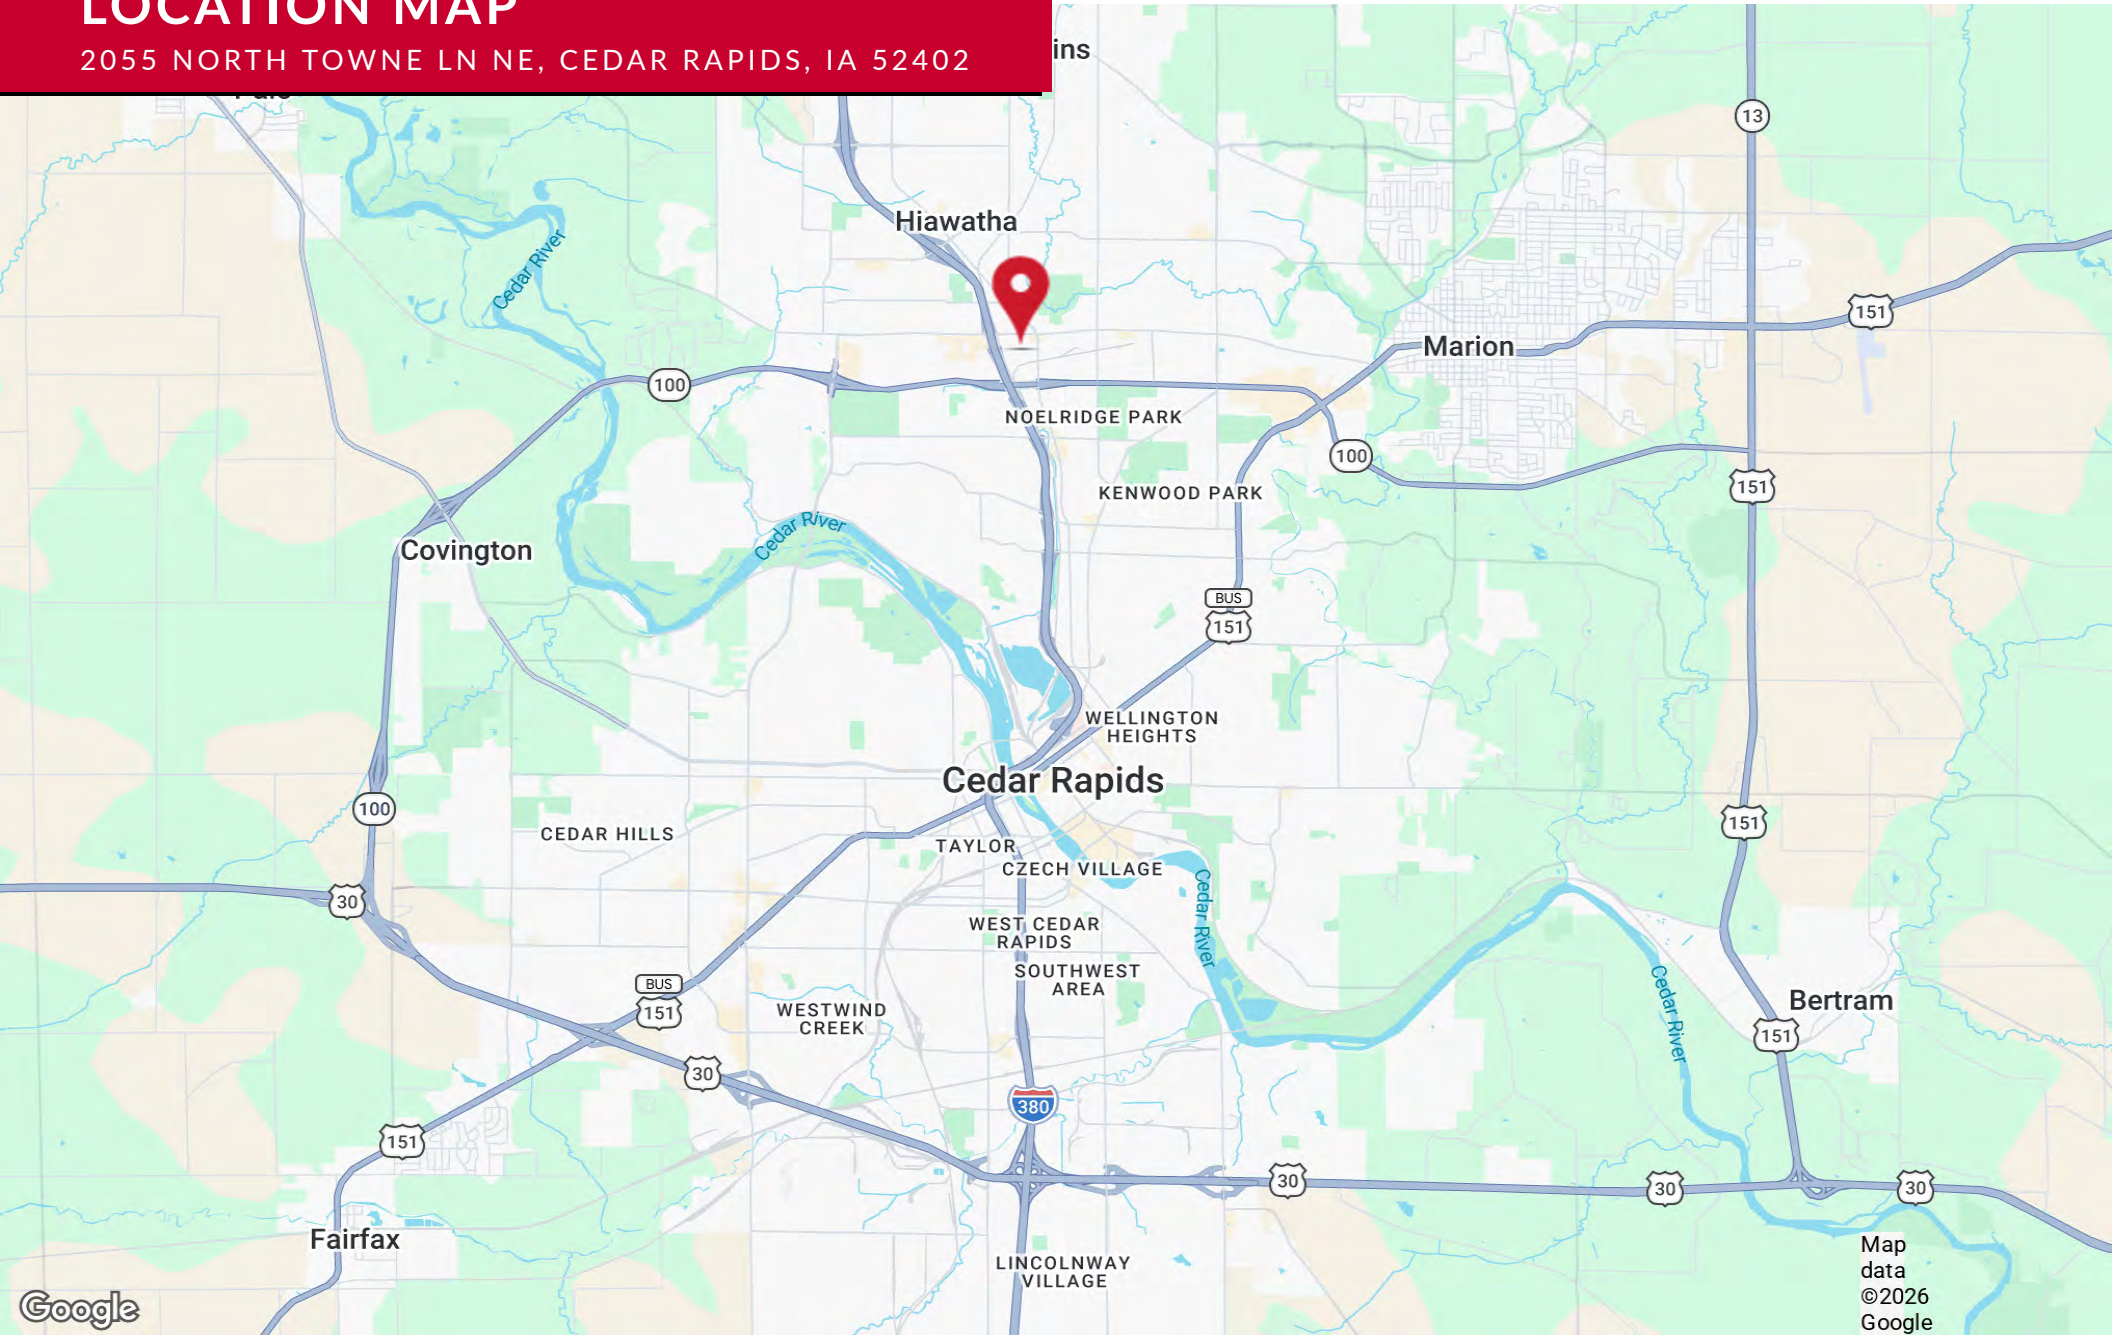 LOCATION MAP
2055 NORTH TOWNE LN NE, CEDAR RAPIDS, IA 52402
13
Hiawatha
Cedar River
151
Marion
100
NOELRIDGE PARK
100
151
KENWOOD PARK
Cedar River
Covington
BUS
151
WELLINGTON
HEIGHTS
Cedar Rapids
100
151
CEDAR HILLS
TAYLOR
CZECH VILLAGE
Cedar River
30
WEST CEDAR
RAPIDS
SOUTHWEST
AREA
Cedar River
BUS
151
WESTWIND
CREEK
Bertram
151
30
380
151
30
30
30
Fairfax
LINCOLNWAY
VILLAGE
Map
data
©2026
Google
Google